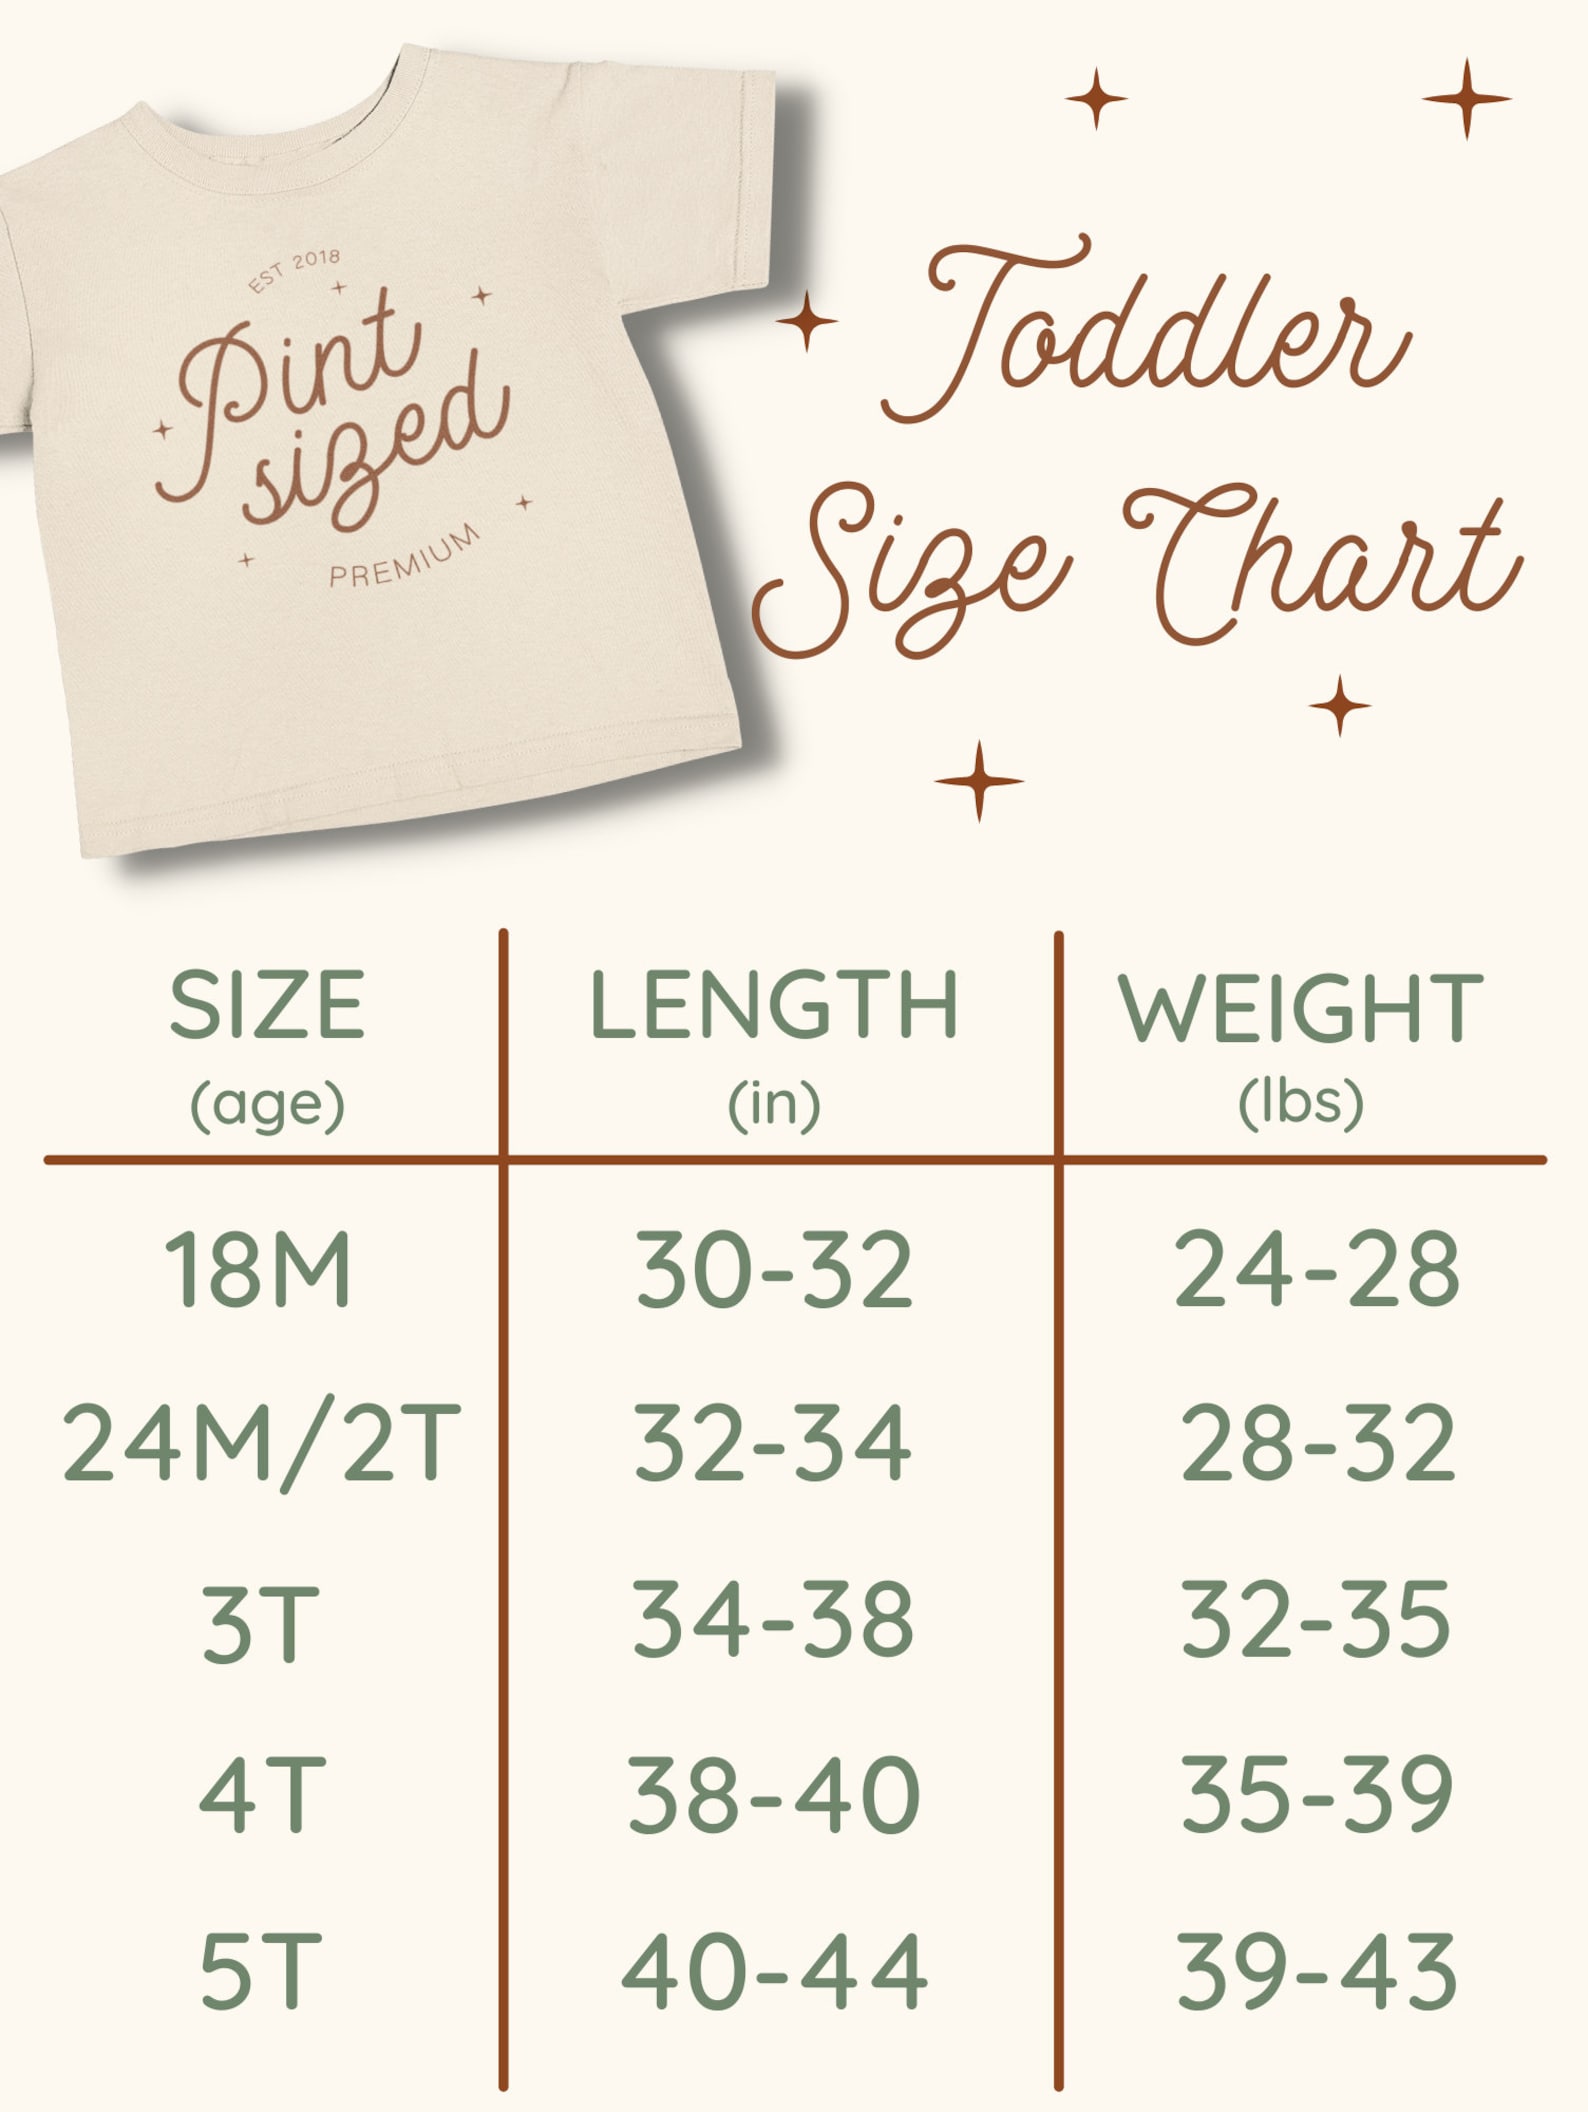 EST 2018
Pint
sized
PREMIUM
Toddler
Size Chart
SIZE LENGTH WEIGHT
(age) (in) (lbs)
18M 30-32 24-28
24M/2T 32-34 28-32
3T 34-38 32-35
4T 38-40 35-39
5T 40-44 39-43